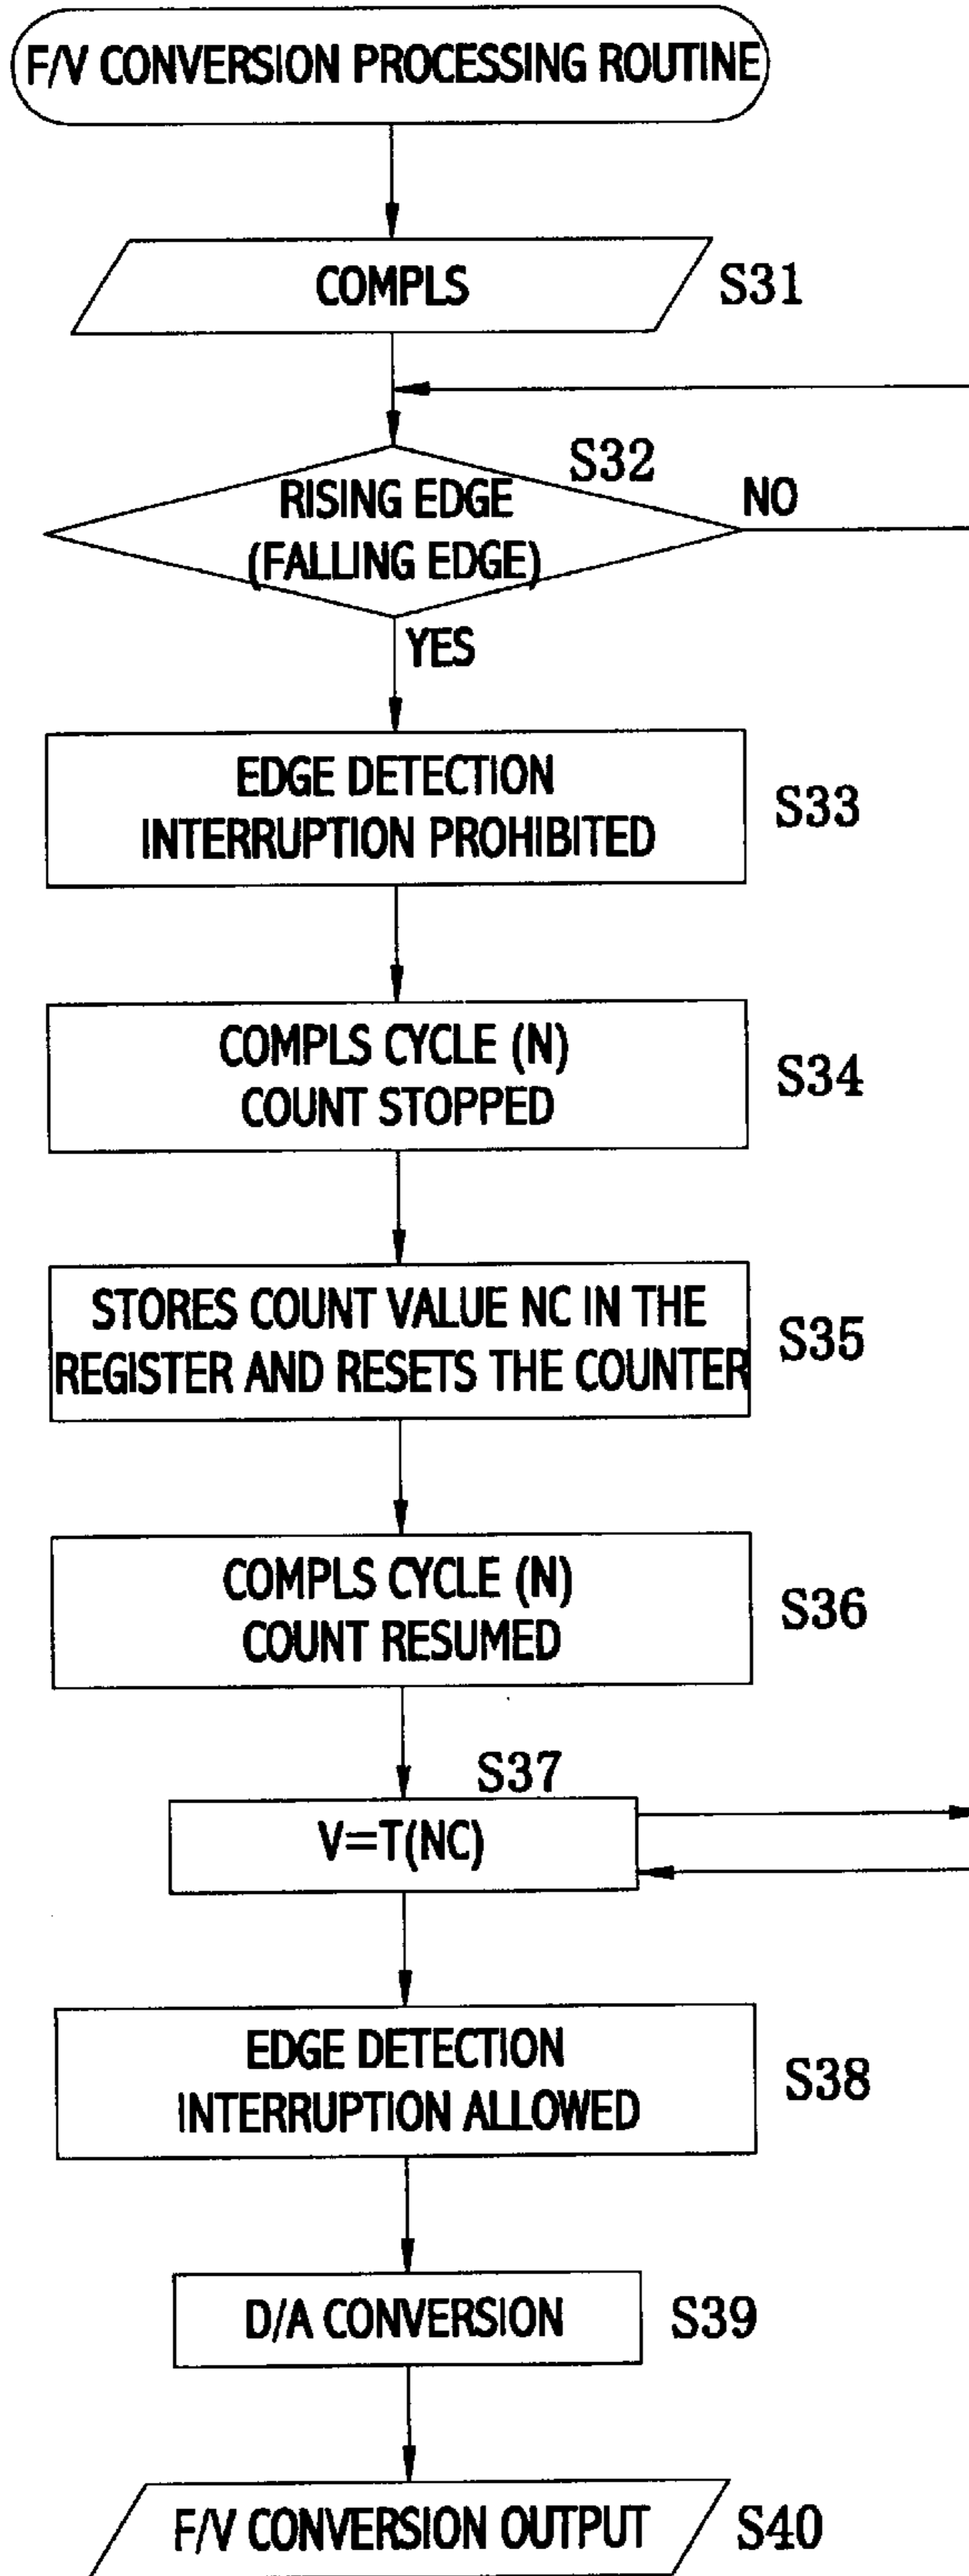 F/V CONVERSION PROCESSING ROUTINE
COMPLS
S31
S32
RISING EDGE
(FALLING EDGE)
NO
YES
EDGE DETECTION
INTERRUPTION PROHIBITED
S33
COMPLS CYCLE (N)
COUNT STOPPED
S34
STORES COUNT VALUE NC IN THE
REGISTER AND RESETS THE COUNTER
S35
COMPLS CYCLE (N)
COUNT RESUMED
S36
S37
V=T(NC)
EDGE DETECTION
INTERRUPTION ALLOWED
S38
D/A CONVERSION
S39
F/V CONVERSION OUTPUT
S40